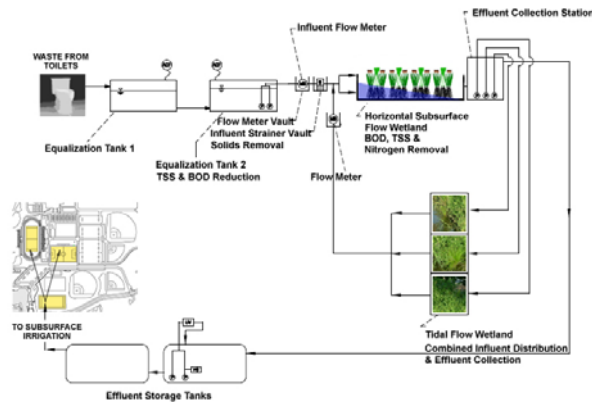 Influent Flow Meter
Effluent Collection Station
WASTE FROM
TOILETS
Equalization Tank 1
Flow Meter Vault
Influent Strainer Vault
Solids Removal
Equalization Tank 2
TSS & BOD Reduction
Horizontal Subsurface
Flow Wetland
BOD, TSS &
Nitrogen Removal
Flow Meter
TO SUBSURFACE
IRRIGATION
Tidal Flow Wetland
Combined Influent Distribution
& Effluent Collection
Effluent Storage Tanks